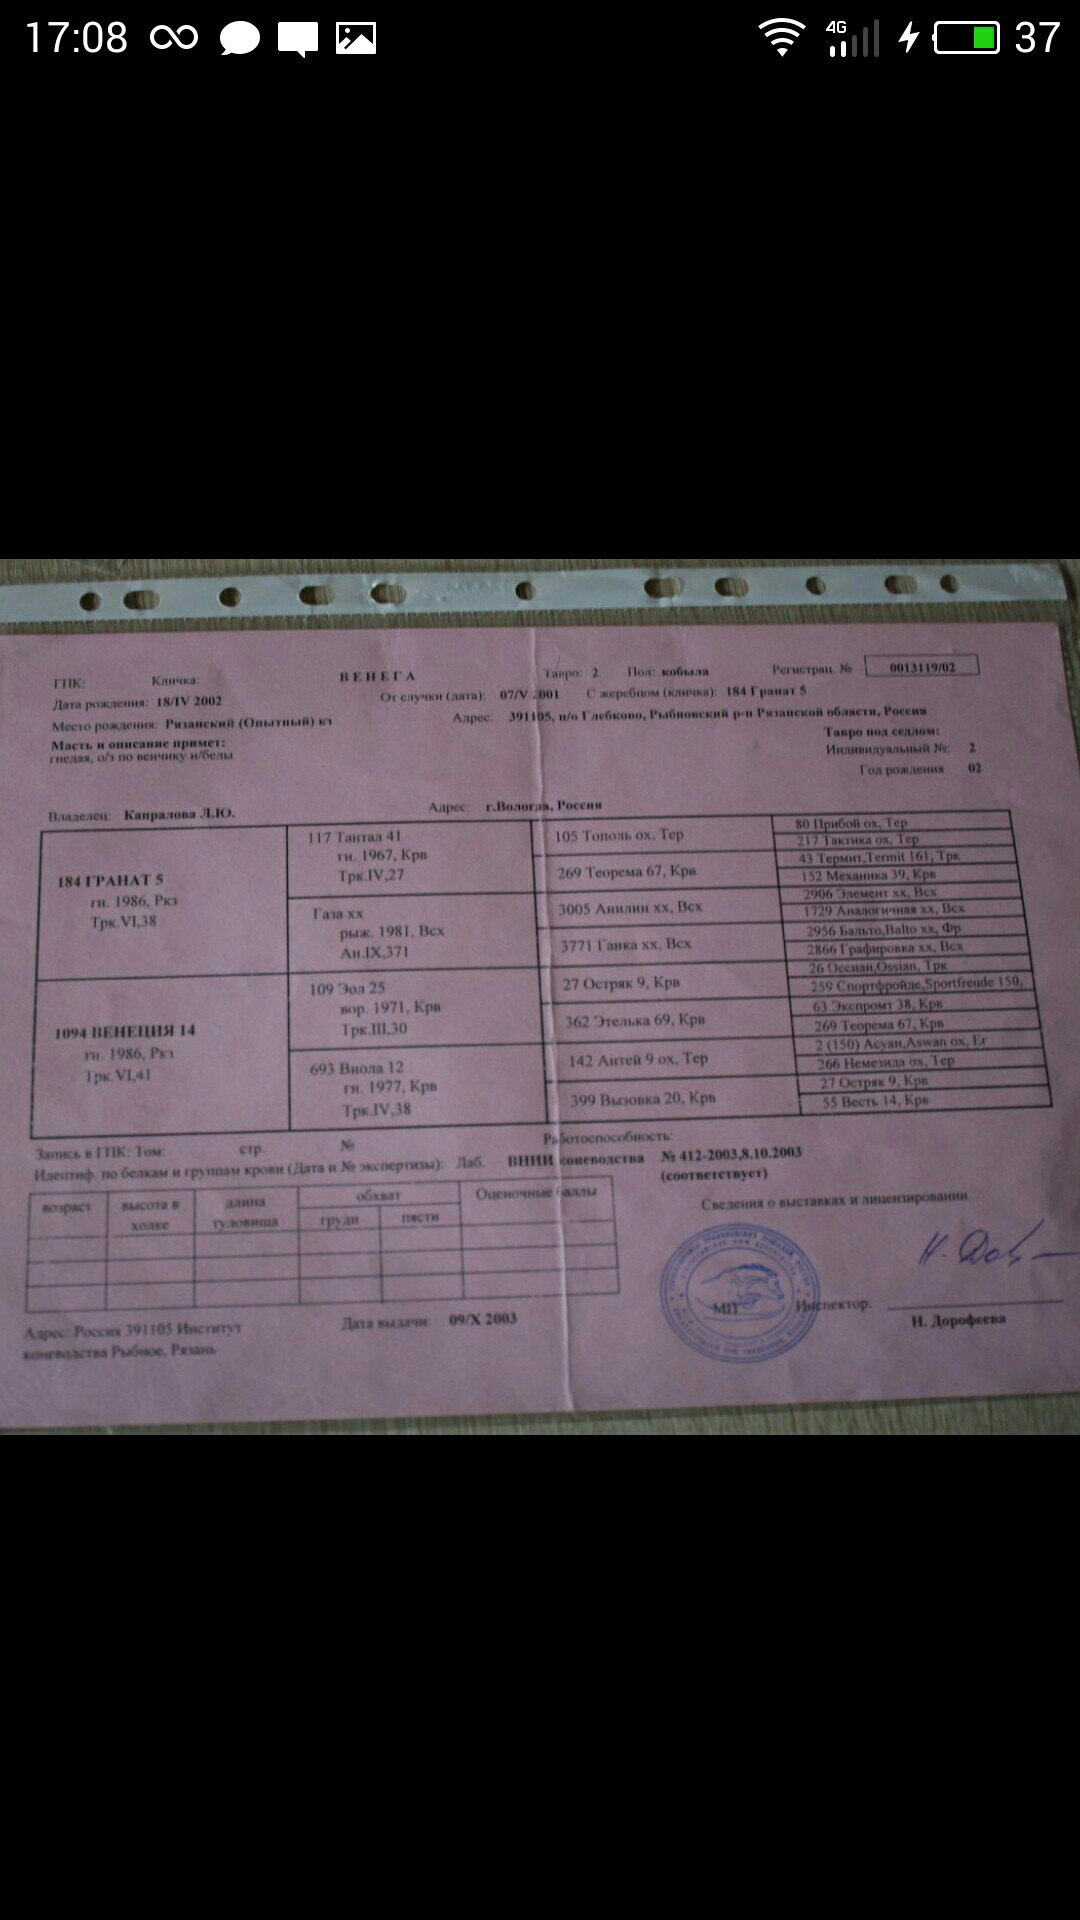 17:08 4G 37
ГПК: Кличка: ВЕНЕГА Тавро: 2 Пол: кобыла Регистрац. № 0013119/02
Дата рождения: 18/IV 2002 От случки (дата): 07/V 2001 С жеребцом (кличка): 184 Гранат 5
Место рождения: Рязанский (Опытный) кз Адрес: 391105, п/о Глебково, Рыбновский р-н Рязанской области, Россия
Масть и описание примет: Тавро под седлом:
гнедая, о/з по венчику н/белы Индивидуальный №: 2
Год рождения 02
Владелец: Капралова Л.Ю. Адрес: г.Вологда, Россия
184 ГРАНАТ 5
гн. 1986, Ркз
Трк.VI,38
1094 ВЕНЕЦИЯ 14
гн. 1986, Ркз
Трк.VI,41
117 Тантал 41
гн. 1967, Крв
Трк.IV,27
Газа хх
рыж. 1981, Всх
Ан.IX,371
109 Эол 25
вор. 1971, Крв
Трк.III,30
693 Виола 12
гн. 1977, Крв
Трк.IV,38
105 Тополь ох, Тер
269 Теорема 67, Крв
3005 Анилин хх, Всх
3771 Ганка хх, Всх
27 Остряк 9, Крв
362 Этелька 69, Крв
142 Антей 9 ох, Тер
399 Вызовка 20, Крв
80 Прибой ох, Тер
217 Тактика ох, Тер
43 Термит,Termit 161, Трк
152 Механика 39, Крв
2906 Элемент хх, Всх
1729 Аналогичная хх, Всх
2956 Бальто,Balto хх, Фр
2866 Графировка хх, Всх
26 Оссиан,Ossian, Трк
259 Спортфройде,Sportfreude 150,
63 Экспромт 38, Крв
269 Теорема 67, Крв
2 (150) Асуан,Aswan ох, Ег
266 Немезида ох, Тер
27 Остряк 9, Крв
55 Весть 14, Крв
Запись в ГПК: Том: стр. № Работоспособность:
Идентиф. по белкам и группам крови (Дата и № экспертизы): Лаб. ВНИИ коневодства № 412-2003,8.10.2003
(соответствует)
возраст высота в холке длина туловища обхват груди пясти Оценочные баллы
Сведения о выставках и лицензировании
МП Инспектор:
Н. Дорофеева
Адрес: Россия 391105 Институт Дата выдачи: 09/X 2003
коневодства Рыбное, Рязань